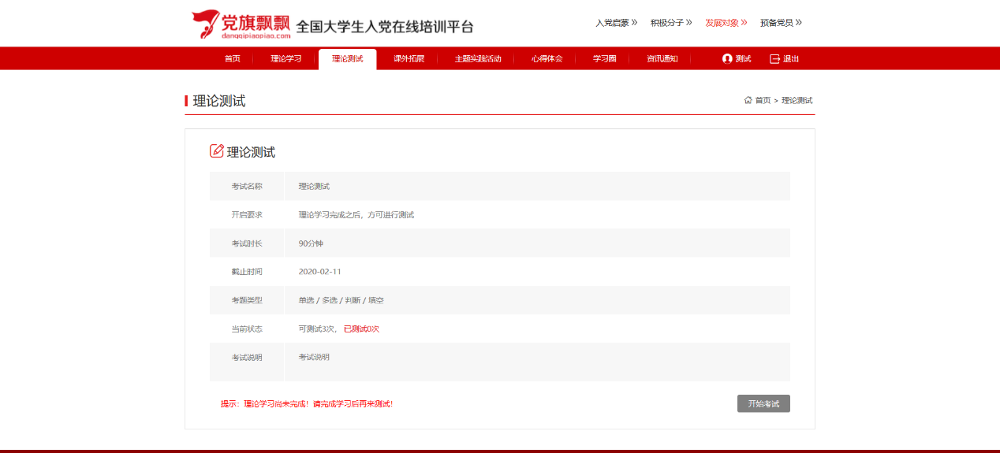 党旗飘飘 全国大学生入党在线培训平台
dangqipiaopiao.com
入党启蒙 》 积极分子 》 发展对象 》 预备党员 》
首页 理论学习 理论测试 课外拓展 主题实践活动 心得体会 学习圈 资讯通知 测试 退出
理论测试
首页 > 理论测试
理论测试
考试名称 理论测试
开启要求 理论学习完成之后，方可进行测试
考试时长 90分钟
截止时间 2020-02-11
考题类型 单选 / 多选 / 判断 / 填空
当前状态 可测试3次， 已测试0次
考试说明 考试说明
提示：理论学习尚未完成！请完成学习后再来测试！
开始考试